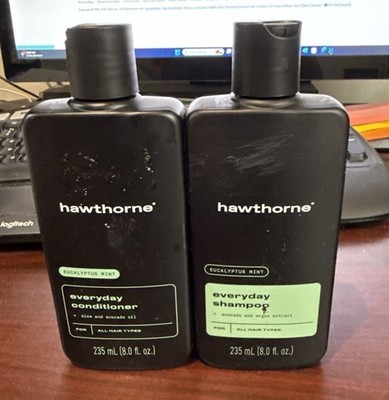 logitech
hawthorne®
EUCALYPTUS MINT
everyday
conditioner
+ aloe and avocado oil
FOR ALL HAIR TYPES
235 mL (8.0 fl. oz.)
hawthorne®
EUCALYPTUS MINT
everyday
shampoo
+ avocado and argan extract
FOR ALL HAIR TYPES
235 mL (8.0 fl. oz.)